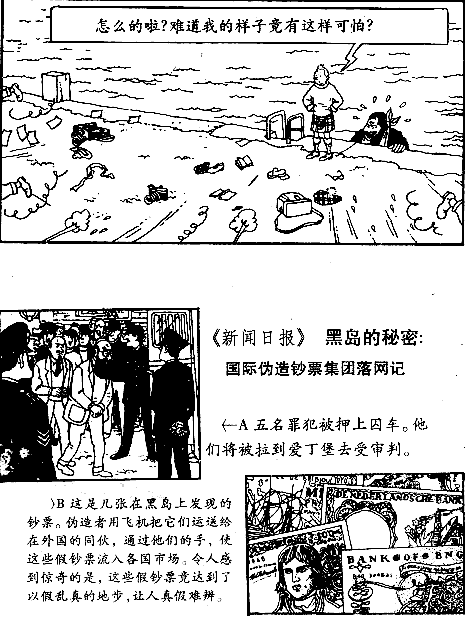 怎么的啦?难道我的样子竟有这样可怕?
《新闻日报》 黑岛的秘密:
国际伪造钞票集团落网记
←A 五名罪犯被押上囚车。他
们将被拉到爱丁堡去受审判。
)B 这是几张在黑岛上发现的
钞票。伪造者用飞机把它们运送给
在外国的同伙，通过他们的手，使
这些假钞票流入各国市场。令人感
到惊奇的是，这些假钞票竟达到了
以假乱真的地步，让人真假难辨。
DE NEDERLANDSCHE BANK
BANK OF ENG